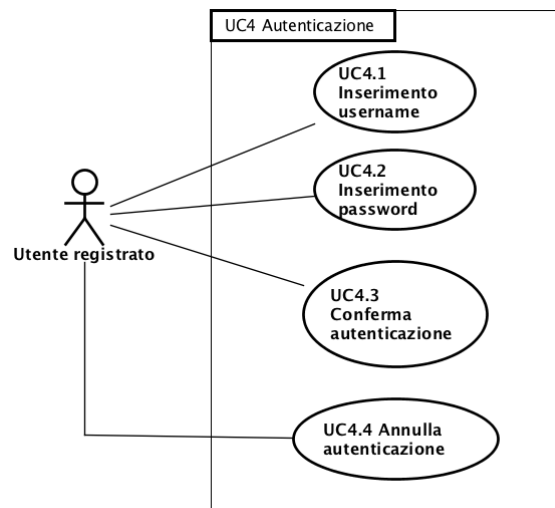 UC4 Autenticazione
UC4.1
Inserimento
username
UC4.2
Inserimento
password
Utente registrato
UC4.3
Conferma
autenticazione
UC4.4 Annulla
autenticazione